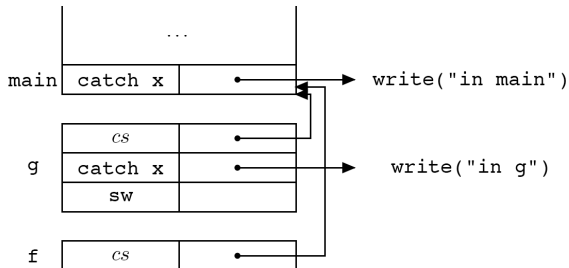 ...
main catch x write("in main")
cs
g catch x write("in g")
sw
f cs